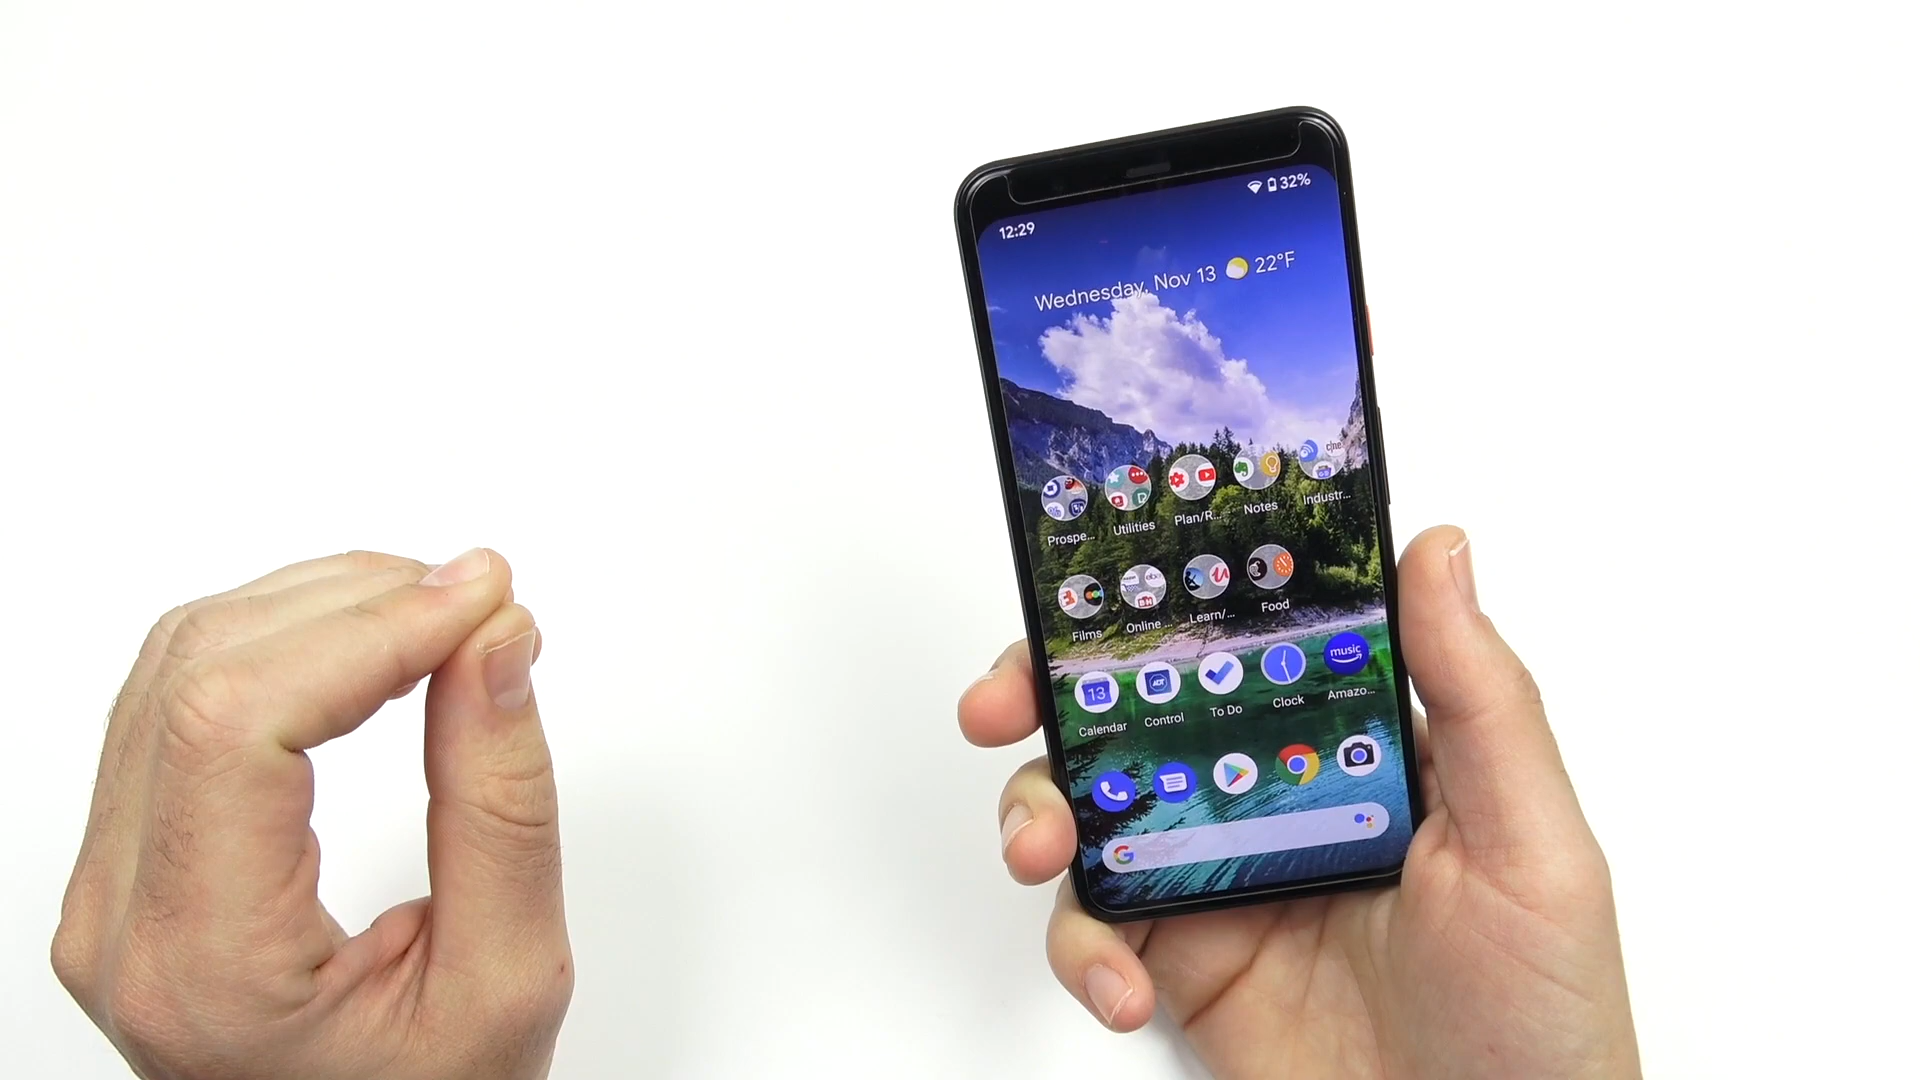 12:29
32%
Wednesday, Nov 13 22°F
Prospe...
Utilities
Plan/R...
Notes
Industr...
Films
Online ...
Learn/...
Food
13
Calendar
Control
To Do
Clock
music
Amazo...